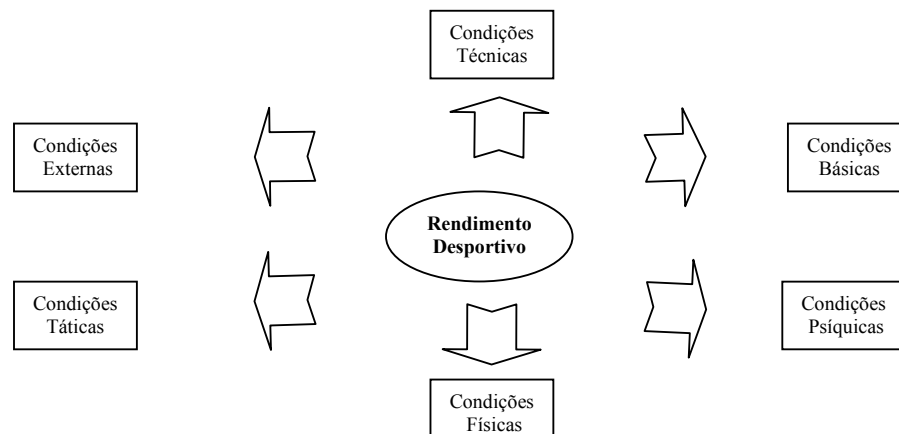 Condições
Técnicas
Condições
Externas
Condições
Básicas
Rendimento
Desportivo
Condições
Táticas
Condições
Psíquicas
Condições
Físicas